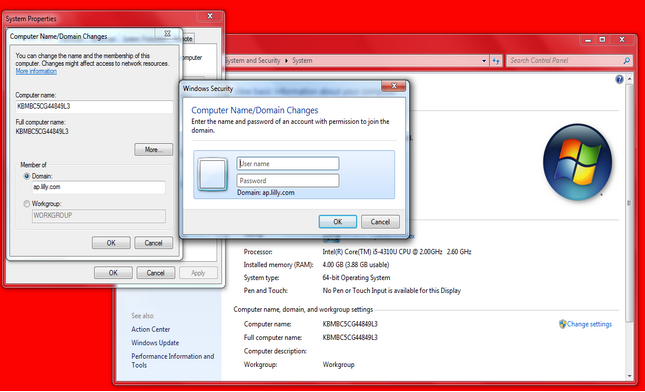 System Properties
Computer Name/Domain Changes
You can change the name and the membership of this
computer. Changes might affect access to network resources.
More information
Computer name:
KBMBC5CG44849L3
Full computer name:
KBMBC5CG44849L3
More...
Member of
Domain:
ap.lilly.com
Workgroup:
WORKGROUP
OK
Cancel
OK
Cancel
Apply
Windows Security
Computer Name/Domain Changes
Enter the name and password of an account with permission to join the
domain.
User name
Password
Domain: ap.lilly.com
OK
Cancel
System and Security
System
Search Control Panel
Processor: Intel(R) Core(TM) i5-4310U CPU @ 2.00GHz 2.60 GHz
Installed memory (RAM): 4.00 GB (3.88 GB usable)
System type: 64-bit Operating System
Pen and Touch: No Pen or Touch Input is available for this Display
Computer name, domain, and workgroup settings
Computer name: KBMBC5CG44849L3
Change settings
Full computer name: KBMBC5CG44849L3
Computer description:
Workgroup: Workgroup
See also
Action Center
Windows Update
Performance Information and
Tools